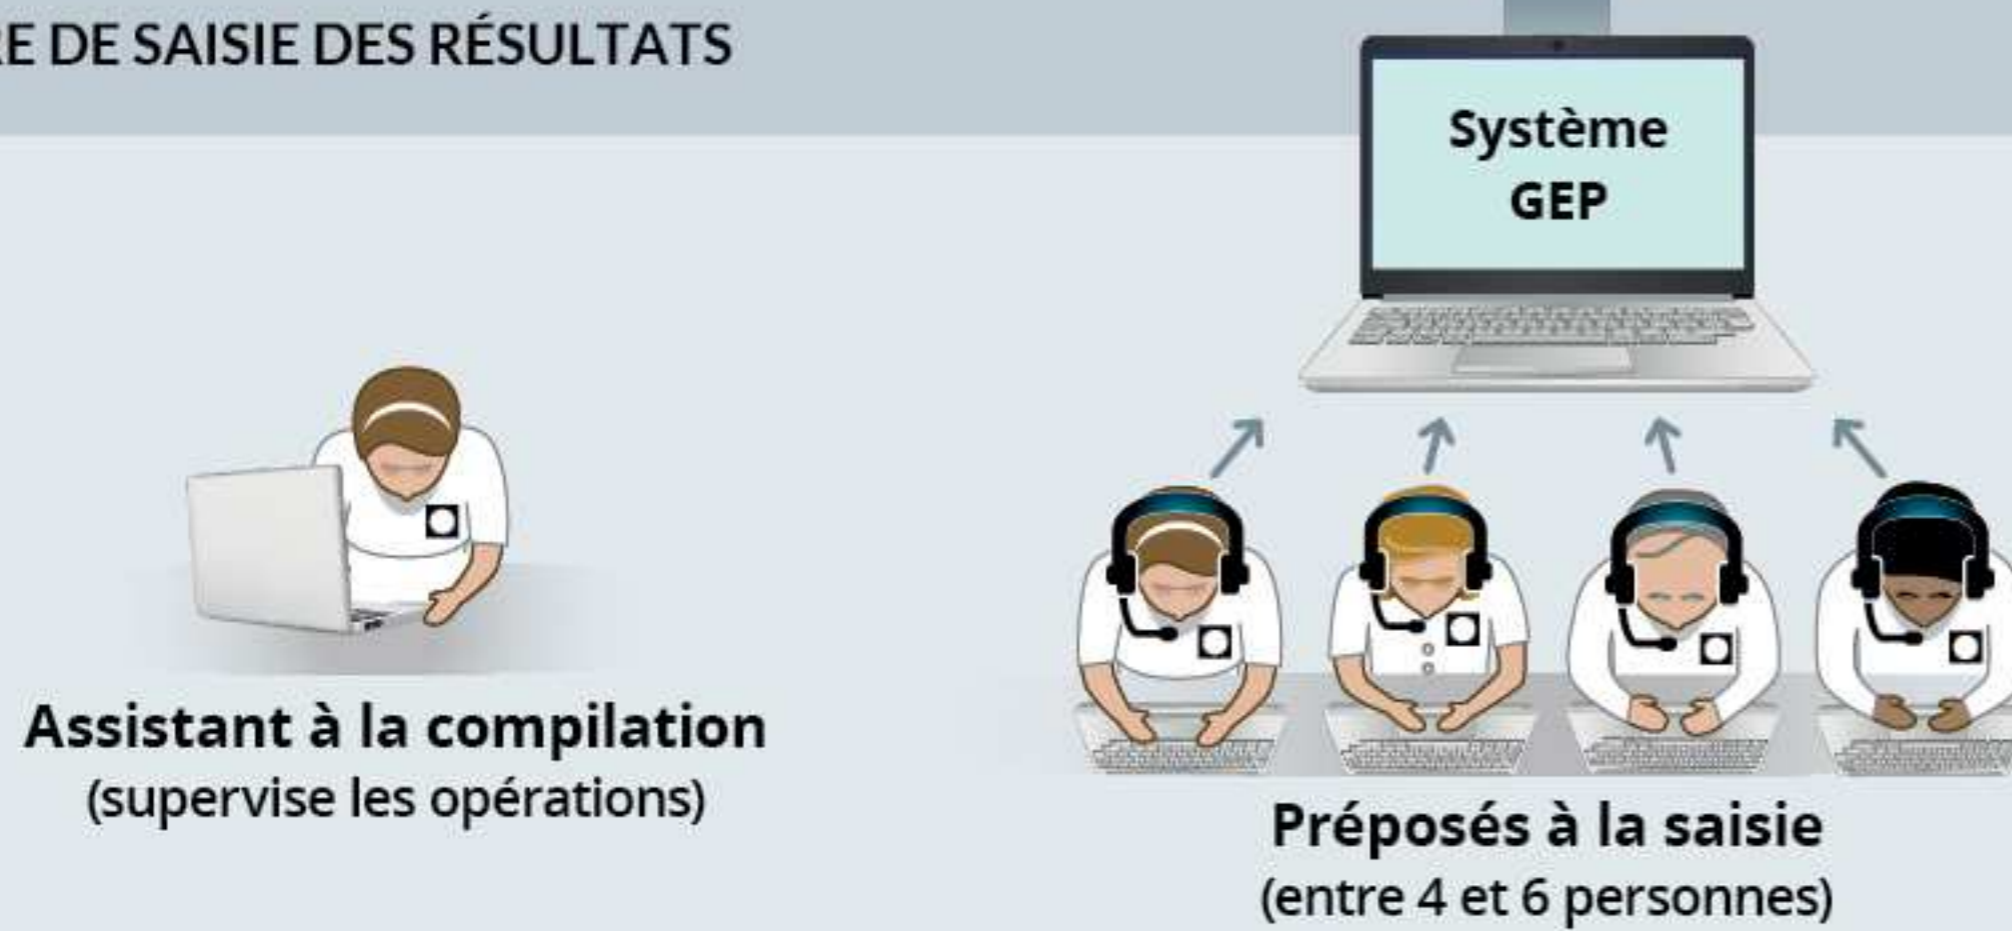 RE DE SAISIE DES RÉSULTATS
Système
GEP
Assistant à la compilation
(supervise les opérations)
Préposés à la saisie
(entre 4 et 6 personnes)